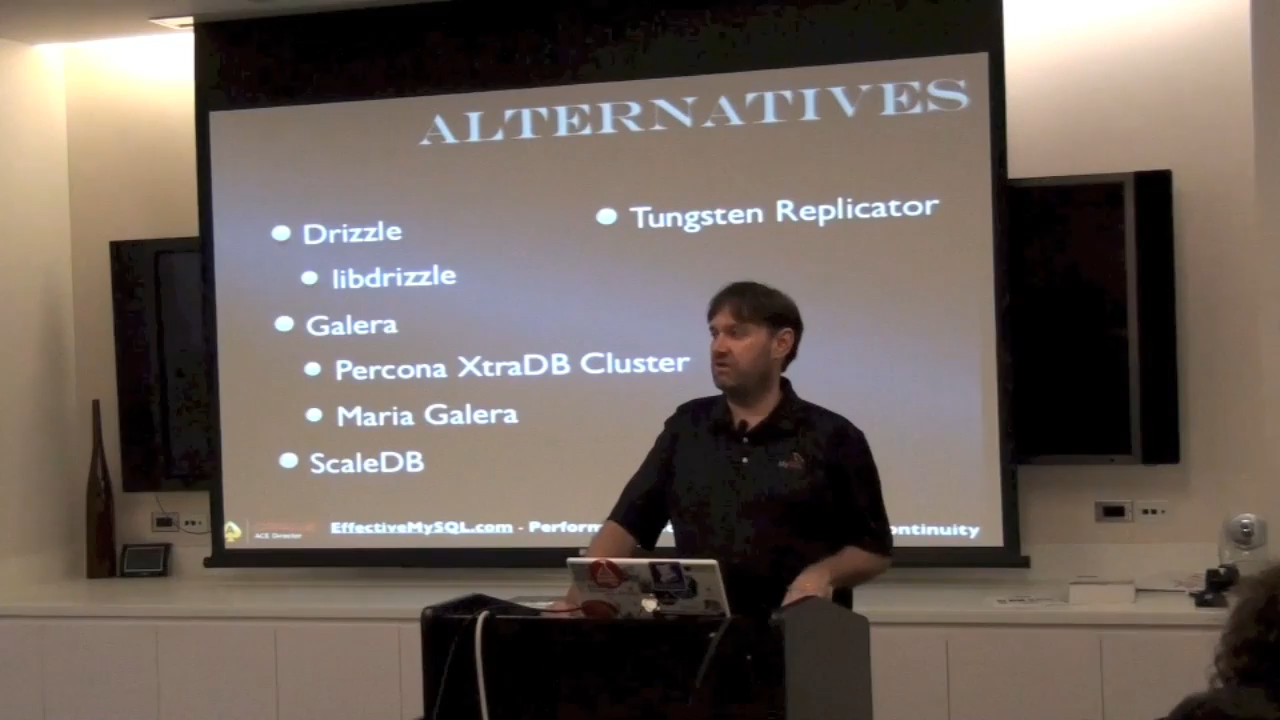 ALTERNATIVES
Drizzle
libdrizzle
Galera
Percona XtraDB Cluster
Maria Galera
ScaleDB
Tungsten Replicator
ACE Director
EffectiveMySQL.com - Perform
ontinuity